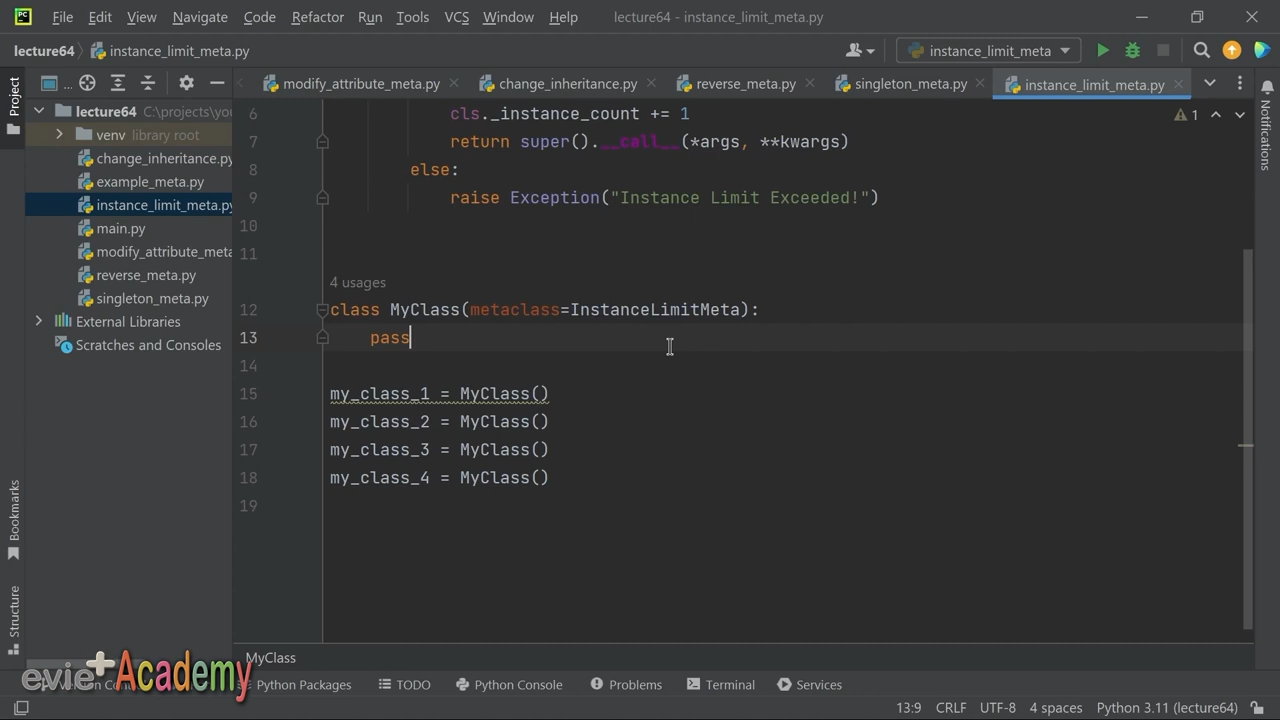 File Edit View Navigate Code Refactor Run Tools VCS Window Help lecture64 - instance_limit_meta.py
lecture64 instance_limit_meta.py instance_limit_meta
Project
... modify_attribute_meta.py change_inheritance.py reverse_meta.py singleton_meta.py instance_limit_meta.py
Notifications
lecture64 C:\projects\you
venv library root
change_inheritance.py
example_meta.py
instance_limit_meta.py
main.py
modify_attribute_meta
reverse_meta.py
singleton_meta.py
External Libraries
Scratches and Consoles
Bookmarks
Structure
1
6 cls._instance_count += 1
7 return super().__call__(*args, **kwargs)
8 else:
9 raise Exception("Instance Limit Exceeded!")
10
11
4 usages
12 class MyClass(metaclass=InstanceLimitMeta):
13 pass
14
15 my_class_1 = MyClass()
16 my_class_2 = MyClass()
17 my_class_3 = MyClass()
18 my_class_4 = MyClass()
19
MyClass
evie+Academy
Python Packages TODO Python Console Problems Terminal Services
13:9 CRLF UTF-8 4 spaces Python 3.11 (lecture64)